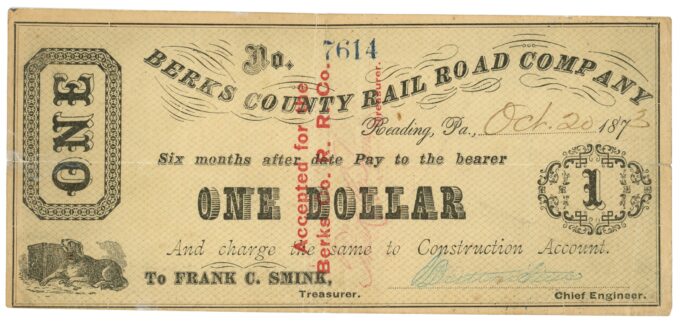 No. 7614
BERKS COUNTY RAIL ROAD COMPANY
Reading, Pa., Oct. 20 1873
Six months after date Pay to the bearer
ONE
ONE DOLLAR
1
And charge the same to Construction Account.
To FRANK C. SMINK,
Treasurer.
Chief Engineer.
Accepted for the
Berks Co. R. R. Co.
Treasurer.